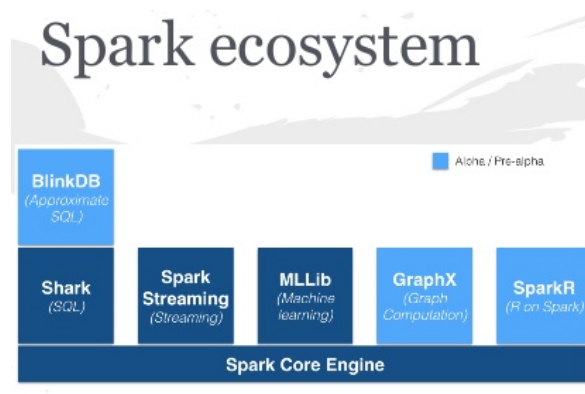 Spark ecosystem
Alpha / Pre-alpha
BlinkDB
(Approximate
SQL)
Shark
(SQL)
Spark
Streaming
(Streaming)
MLLib
(Machine
learning)
GraphX
(Graph
Computation)
SparkR
(R on Spark)
Spark Core Engine